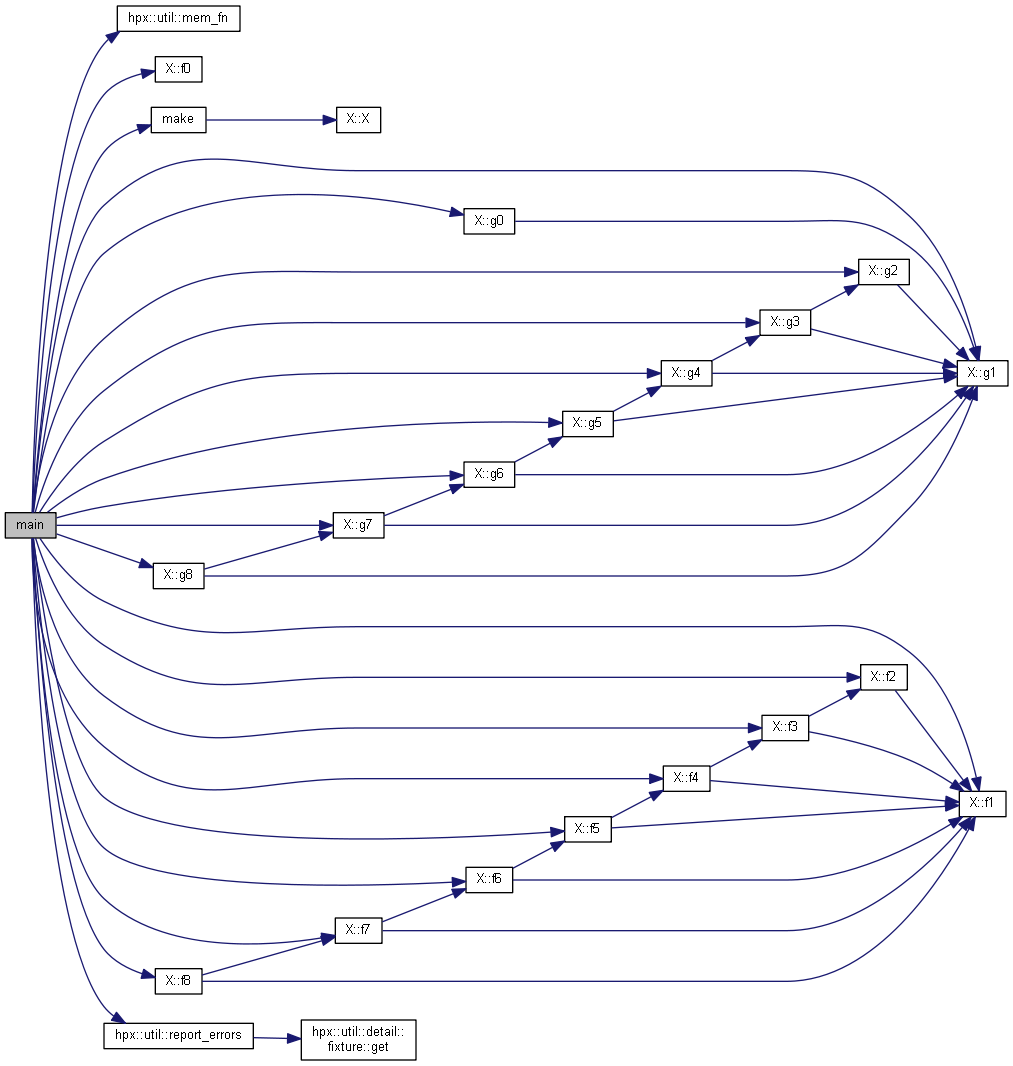 hpx::util::mem_fn
X::f0
make
X::X
X::g0
X::g2
X::g3
X::g4
X::g1
X::g5
X::g6
main
X::g7
X::g8
X::f2
X::f3
X::f4
X::f1
X::f5
X::f6
X::f7
X::f8
hpx::util::report_errors
hpx::util::detail::
fixture::get